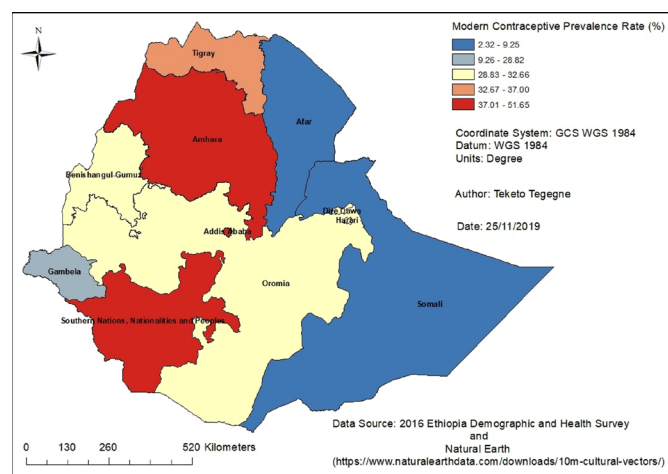 Modern Contraceptive Prevalence Rate (%)
2.32 - 9.25
9.26 - 28.82
28.83 - 32.66
32.67 - 37.00
37.01 - 51.65
N
Tigray
Afar
Amhara
Coordinate System: GCS WGS 1984
Datum: WGS 1984
Units: Degree
Benishangul-Gumuz
Author: Teketo Tegegne
Dire Dawa
Harari
Addis Ababa
Date: 25/11/2019
Gambela
Oromia
Somali
Southern Nations, Nationalities and Peoples
Data Source: 2016 Ethiopia Demographic and Health Survey
and
Natural Earth
(https://www.naturalearthdata.com/downloads/10m-cultural-vectors/)
0 130 260 520 Kilometers